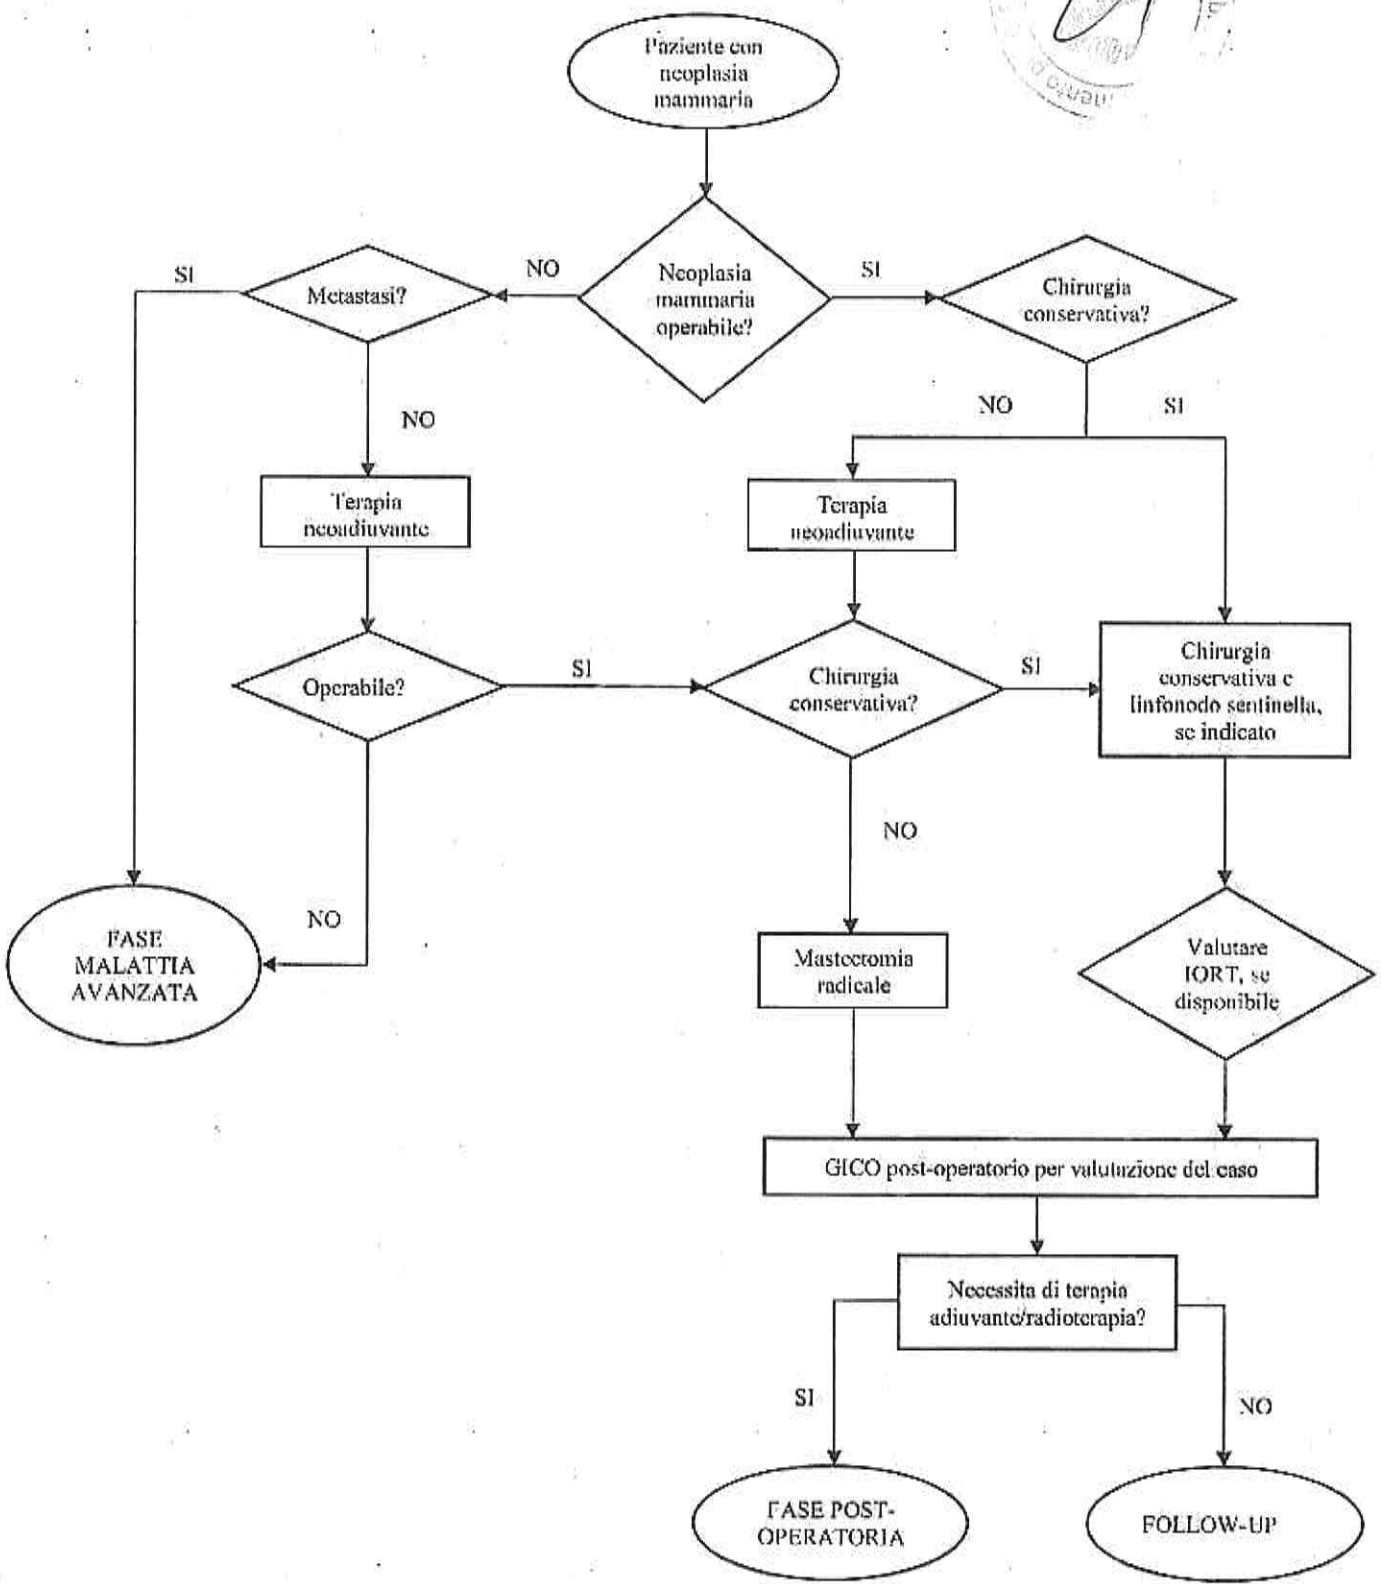 Paziente con
neoplasia
mammaria
SI
Metastasi?
NO
Neoplasia
mammaria
operabile?
SI
Chirurgia
conservativa?
NO
NO
SI
Terapia
neoadiuvante
Terapia
neoadiuvante
Operabile?
SI
Chirurgia
conservativa?
SI
Chirurgia
conservativa e
linfonodo sentinella,
se indicato
NO
NO
FASE
MALATTIA
AVANZATA
Mastectomia
radicale
Valutare
IORT, se
disponibile
GICO post-operatorio per valutazione del caso
Necessita di terapia
adiuvante/radioterapia?
SI
NO
FASE POST-
OPERATORIA
FOLLOW-UP